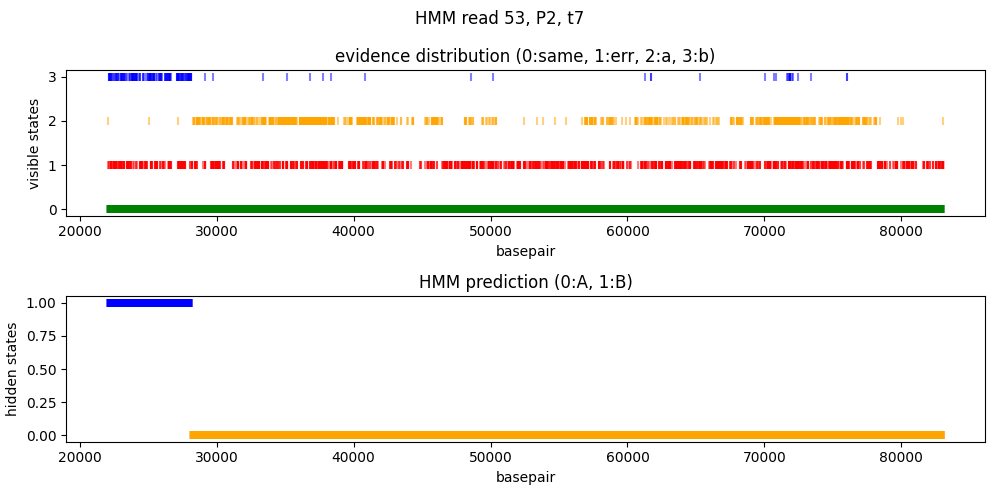 HMM read 53, P2, t7
evidence distribution (0:same, 1:err, 2:a, 3:b)
visible states
3
2
1
0
20000 30000 40000 50000 60000 70000 80000
basepair
HMM prediction (0:A, 1:B)
hidden states
1.00
0.75
0.50
0.25
0.00
20000 30000 40000 50000 60000 70000 80000
basepair